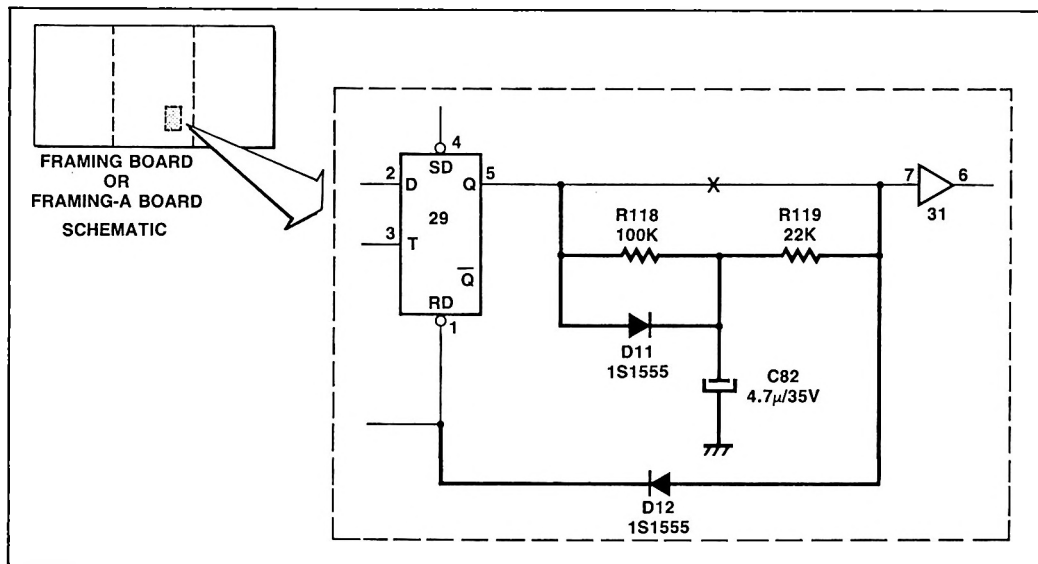 FRAMING BOARD
OR
FRAMING-A BOARD
SCHEMATIC
4
SD
2
D
Q
5
29
3
T
Q̅
RD
1
X
7
6
31
R118
100K
R119
22K
D11
1S1555
C82
4.7μ/35V
D12
1S1555